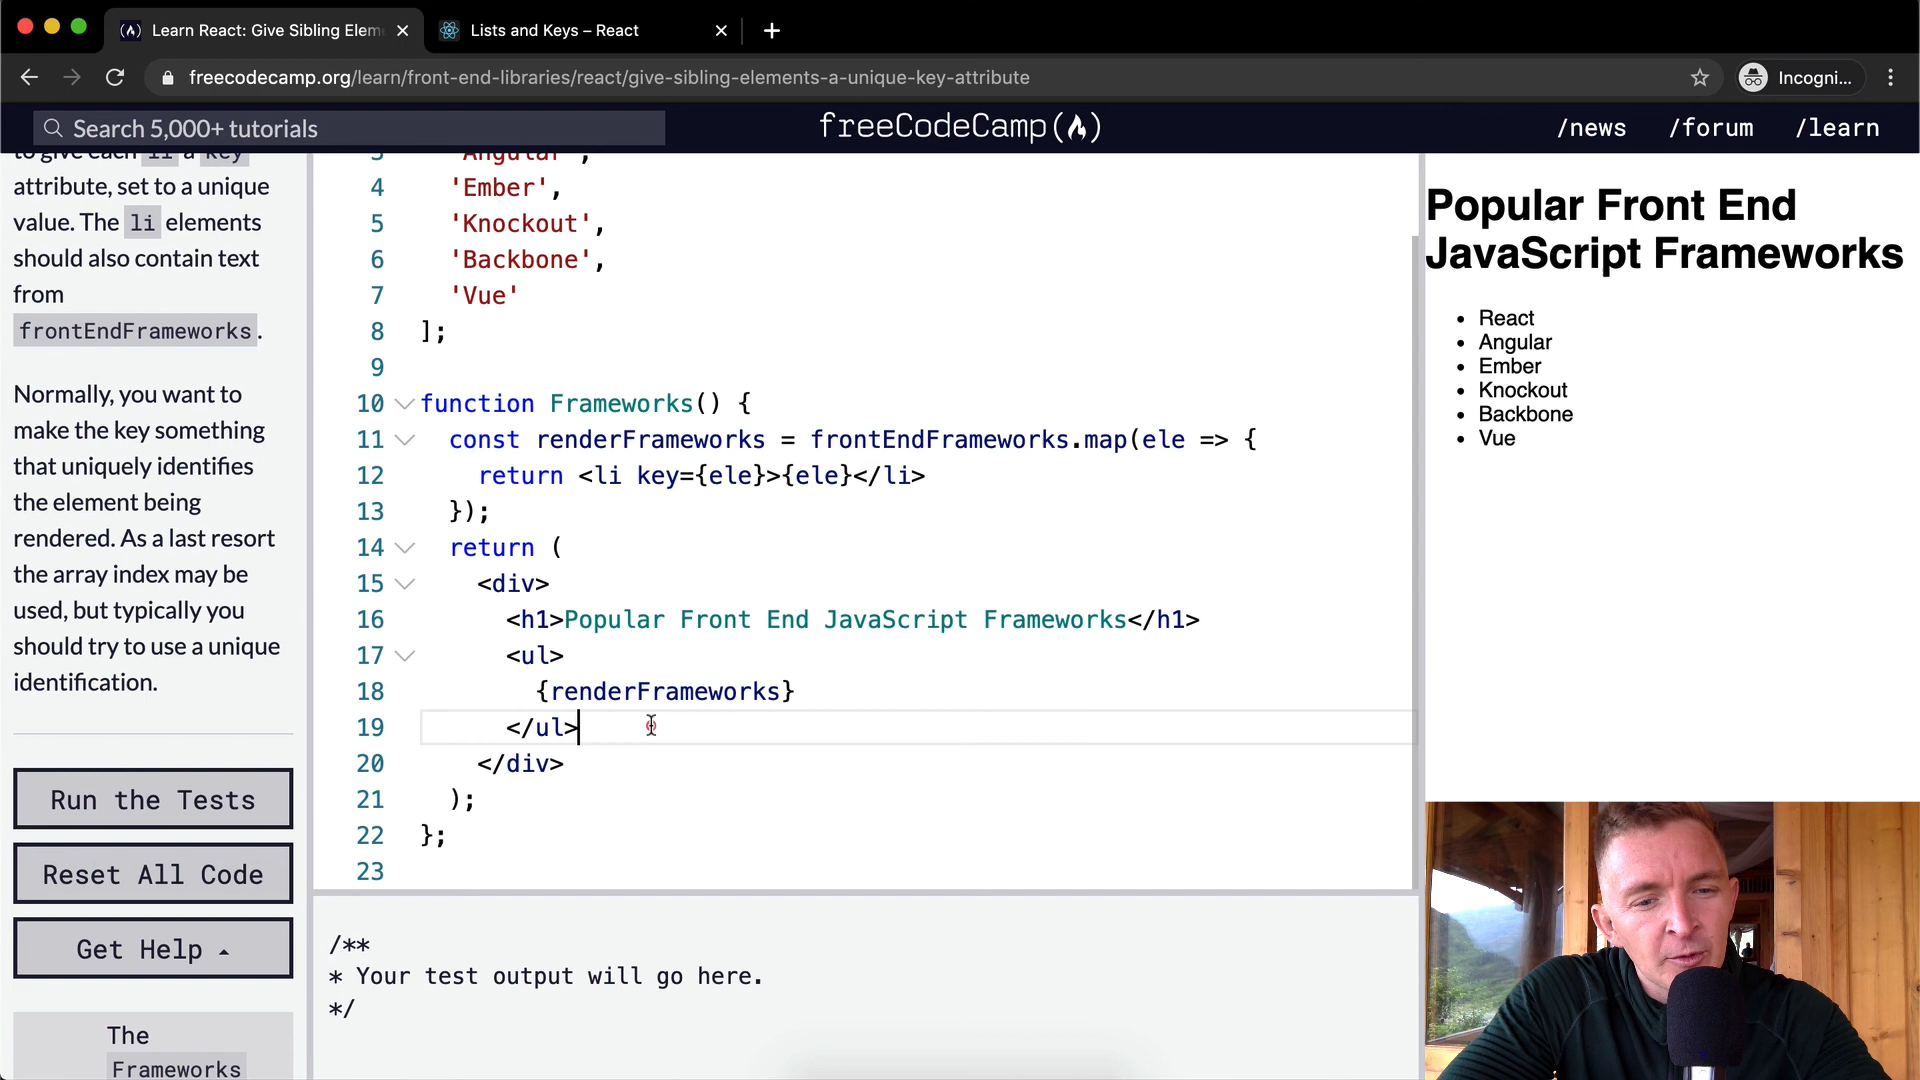 Learn React: Give Sibling Elem
Lists and Keys – React
freecodecamp.org/learn/front-end-libraries/react/give-sibling-elements-a-unique-key-attribute
Incogni...
Search 5,000+ tutorials
freeCodeCamp
/news
/forum
/learn
to give each li a key
attribute, set to a unique
value. The li elements
should also contain text
from
frontEndFrameworks.
Normally, you want to
make the key something
that uniquely identifies
the element being
rendered. As a last resort
the array index may be
used, but typically you
should try to use a unique
identification.
Run the Tests
Reset All Code
Get Help
The
Frameworks
3 'Angular',
4 'Ember',
5 'Knockout',
6 'Backbone',
7 'Vue'
8 ];
9
10 function Frameworks() {
11 const renderFrameworks = frontEndFrameworks.map(ele => {
12 return <li key={ele}>{ele}</li>
13 });
14 return (
15 <div>
16 <h1>Popular Front End JavaScript Frameworks</h1>
17 <ul>
18 {renderFrameworks}
19 </ul>
20 </div>
21 );
22 };
23
/**
* Your test output will go here.
*/
Popular Front End
JavaScript Frameworks
• React
• Angular
• Ember
• Knockout
• Backbone
• Vue